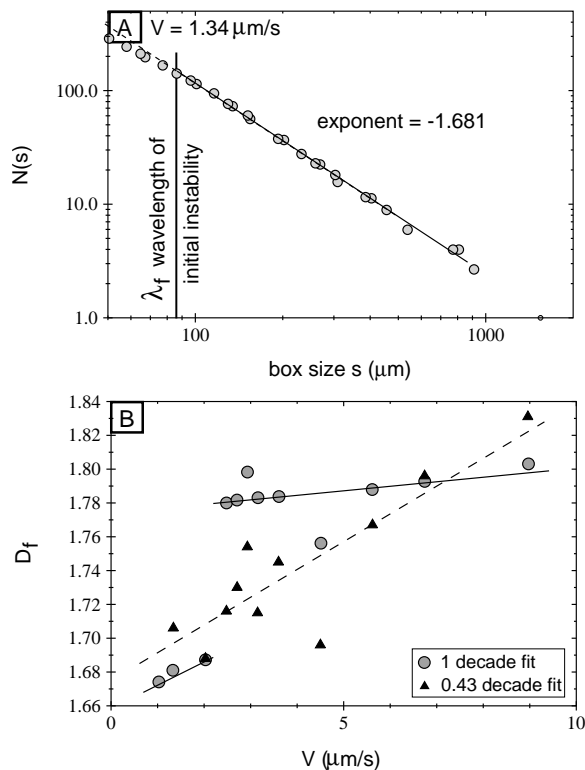 A
V = 1.34 μm/s
exponent = -1.681
N(s)
100.0
10.0
1.0
λf wavelength of
initial instability
100
1000
box size s (μm)
B
Df
1.84
1.82
1.80
1.78
1.76
1.74
1.72
1.70
1.68
1.66
1 decade fit
0.43 decade fit
0
5
10
V (μm/s)